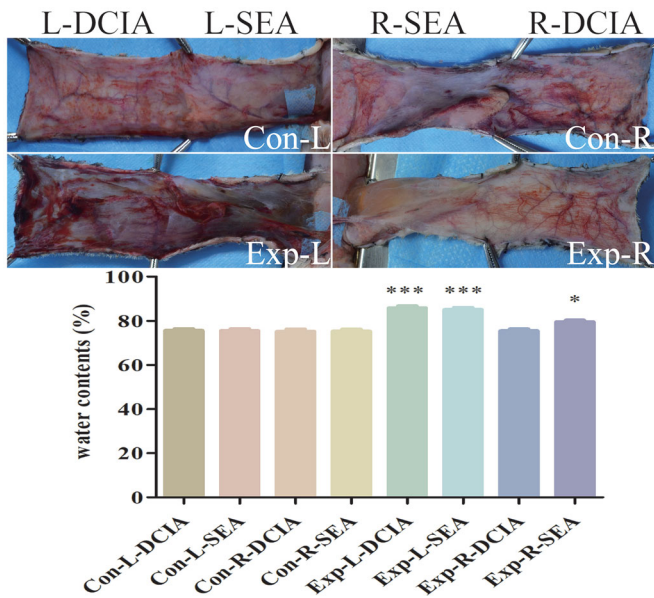 L-DCIA L-SEA R-SEA R-DCIA
Con-L Con-R
Exp-L Exp-R
water contents (%)
100
80
60
40
20
0
*** *** *
Con-L-DCIA
Con-L-SEA
Con-R-DCIA
Con-R-SEA
Exp-L-DCIA
Exp-L-SEA
Exp-R-DCIA
Exp-R-SEA